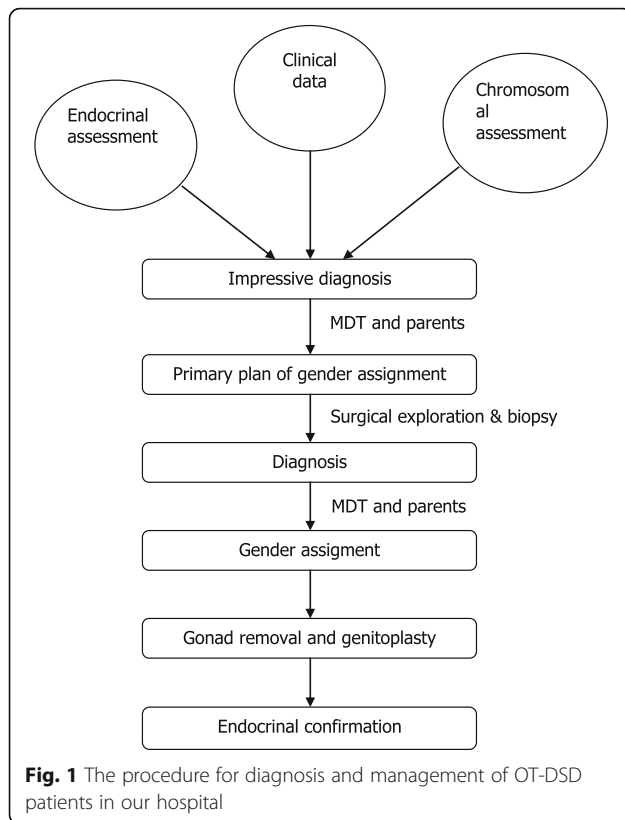 Clinical
data
Endocrinal
assessment
Chromosom
al
assessment
Impressive diagnosis
MDT and parents
Primary plan of gender assignment
Surgical exploration & biopsy
Diagnosis
MDT and parents
Gender assigment
Gonad removal and genitoplasty
Endocrinal confirmation
Fig. 1 The procedure for diagnosis and management of OT-DSD
patients in our hospital